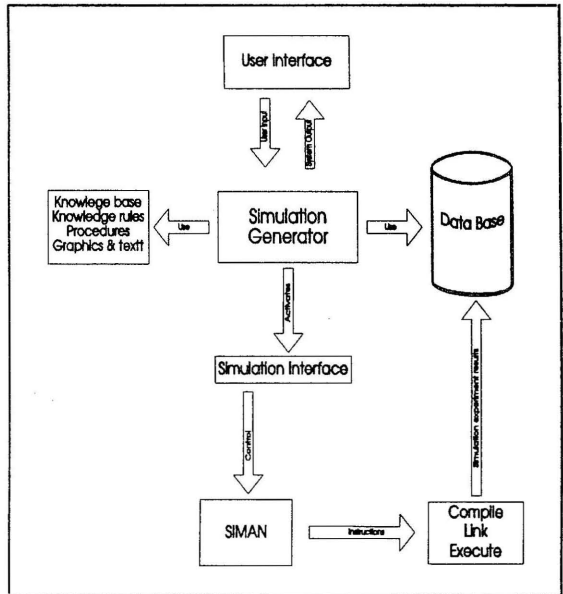 User Interface
User Input
System Output
Knowlege base
Knowledge rules
Procedures
Graphics & textt
Use
Simulation
Generator
Use
Data Base
Activates
Simulation Interface
Simulation experiment results
Control
SIMAN
Instructions
Compile
Link
Execute